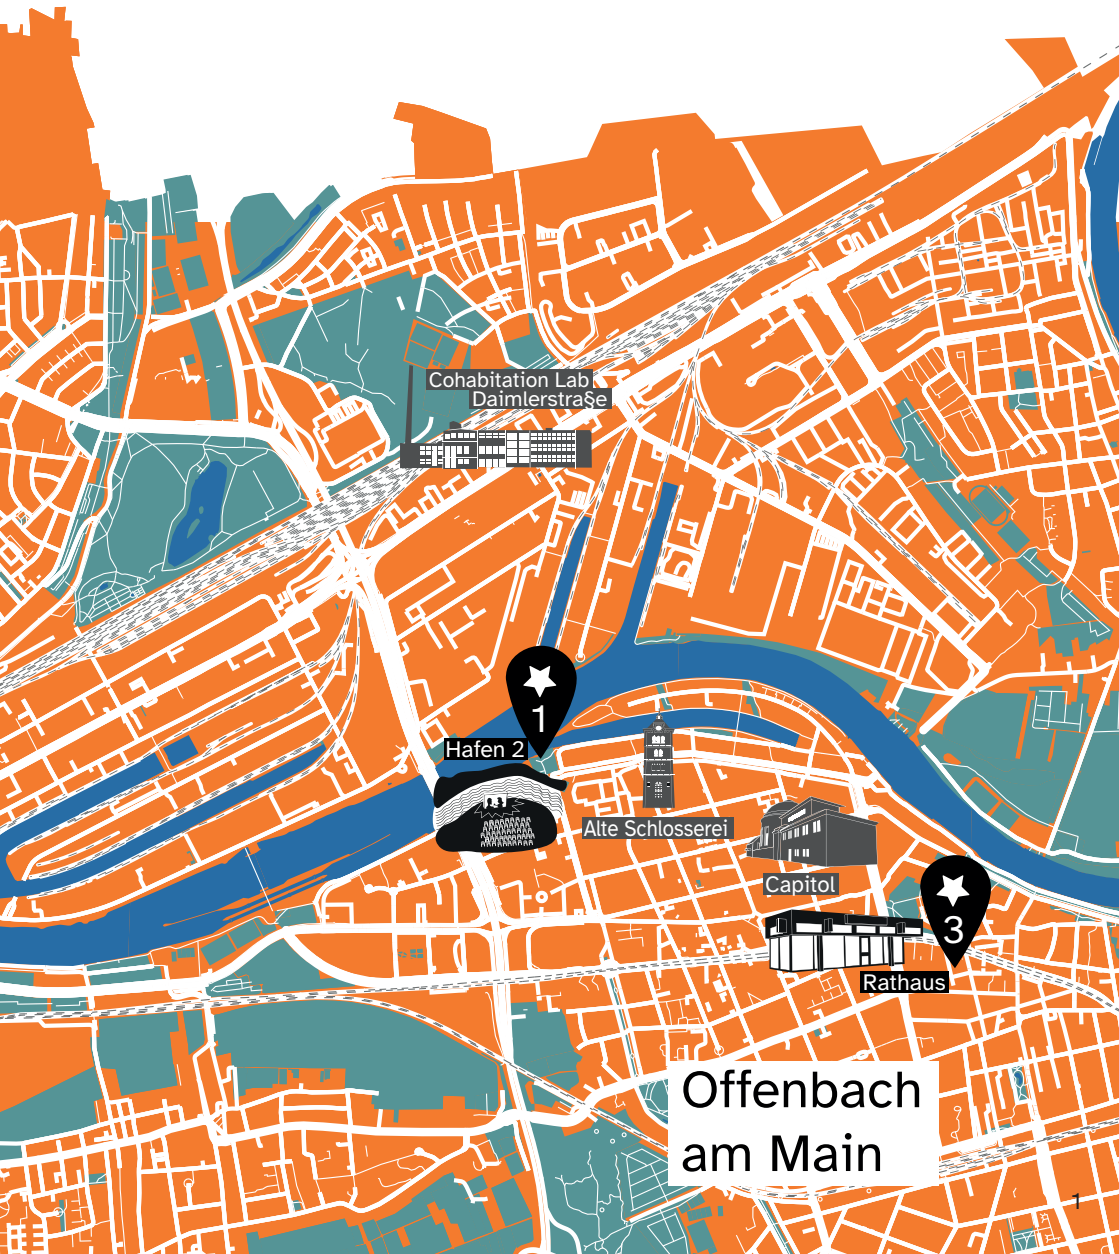 Cohabitation Lab
Daimlerstraße
1
Hafen 2
Alte Schlosserei
Capitol
3
Rathaus
Offenbach
am Main
1